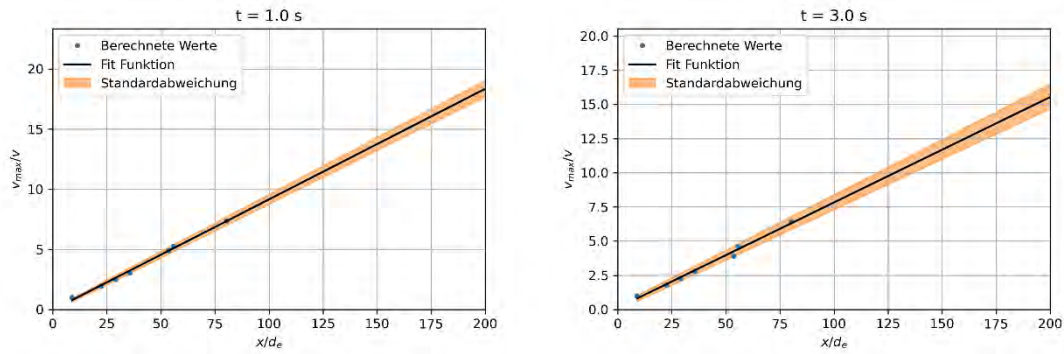 t = 1.0 s
20
15
10
5
0
v_max/v
Berechnete Werte
Fit Funktion
Standardabweichung
0 25 50 75 100 125 150 175 200
x/d_e
t = 3.0 s
20.0
17.5
15.0
12.5
10.0
7.5
5.0
2.5
0.0
v_max/v
Berechnete Werte
Fit Funktion
Standardabweichung
0 25 50 75 100 125 150 175 200
x/d_e